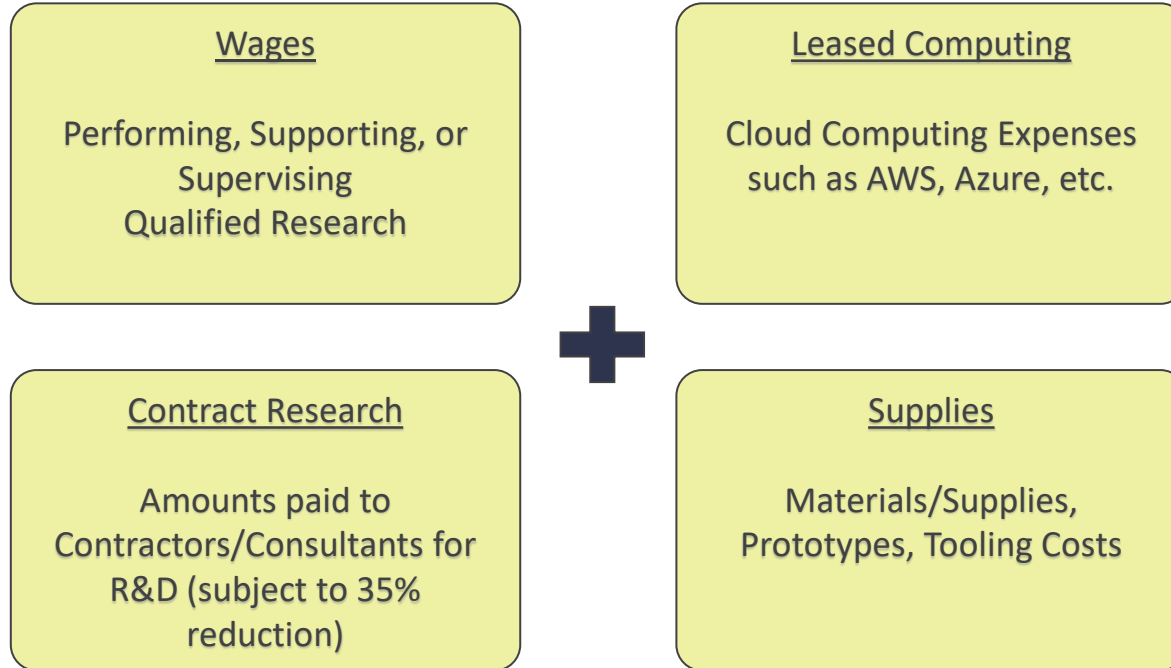 Wages
Performing, Supporting, or
Supervising
Qualified Research
Leased Computing
Cloud Computing Expenses
such as AWS, Azure, etc.
Contract Research
Amounts paid to
Contractors/Consultants for
R&D (subject to 35%
reduction)
Supplies
Materials/Supplies,
Prototypes, Tooling Costs